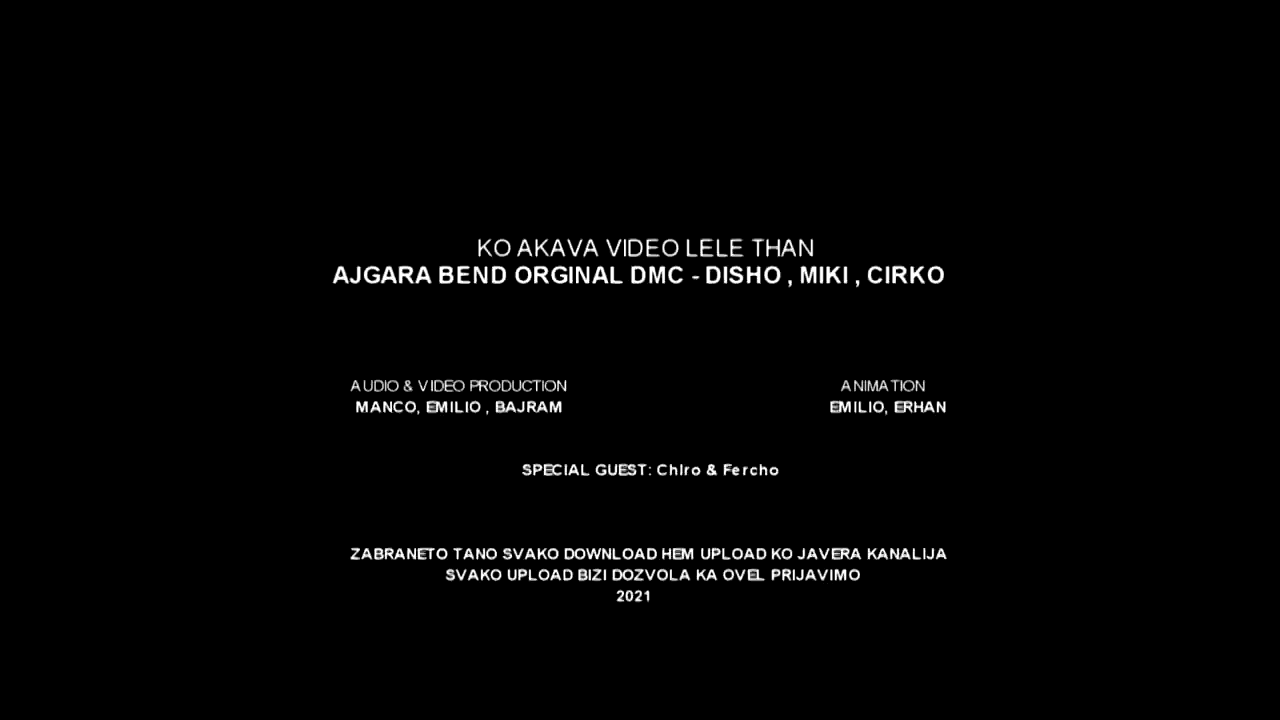 KO AKAVA VIDEO LELE THAN
AJGARA BEND ORGINAL DMC - DISHO , MIKI , CIRKO
AUDIO & VIDEO PRODUCTION
MANCO, EMILIO , BAJRAM
ANIMATION
EMILIO, ERHAN
SPECIAL GUEST: ChIro & Fercho
ZABRANETO TANO SVAKO DOWNLOAD HEM UPLOAD KO JAVERA KANALIJA
SVAKO UPLOAD BIZI DOZVOLA KA OVEL PRIJAVIMO
2021